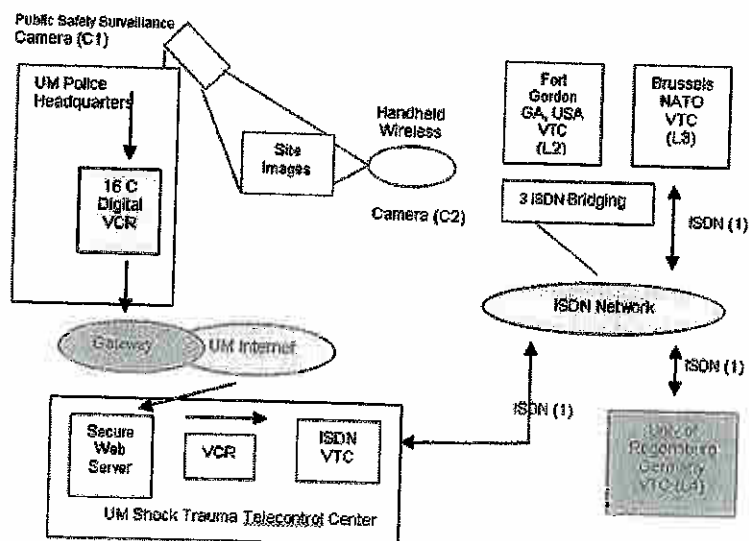 Public Safety Surveillance
Camera (C1)
UM Police
Headquarters
16 C
Digital
VCR
Site
Images
Handheld
Wireless
Camera (C2)
Fort
Gordon
GA, USA
VTC
(L2)
Brussels
NATO
VTC
(L3)
3 ISDN Bridging
ISDN (1)
ISDN Network
Gateway
UM Internet
ISDN (1)
ISDN (1)
Secure
Web
Server
VCR
ISDN
VTC
UM Shock Trauma Telecontrol Center
Germany
VTC (L4)